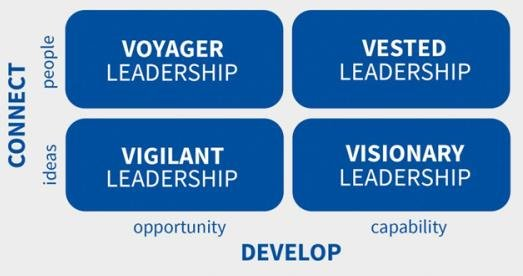 CONNECT
people
VOYAGER
LEADERSHIP
VESTED
LEADERSHIP
ideas
VIGILANT
LEADERSHIP
VISIONARY
LEADERSHIP
opportunity
capability
DEVELOP